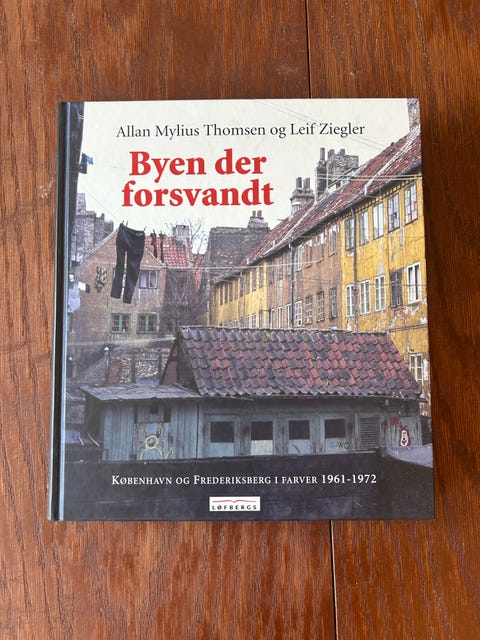 Allan Mylius Thomsen og Leif Ziegler
Byen der
forsvandt
København og Frederiksberg i farver 1961-1972
LØFBERGS